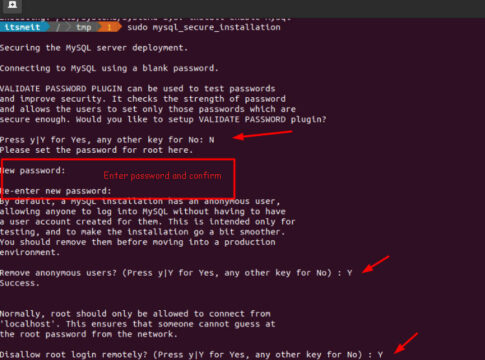 itsmeit / tmp 1 sudo mysql_secure_installation
Securing the MySQL server deployment.
Connecting to MySQL using a blank password.
VALIDATE PASSWORD PLUGIN can be used to test passwords
and improve security. It checks the strength of password
and allows the users to set only those passwords which are
secure enough. Would you like to setup VALIDATE PASSWORD plugin?
Press y|Y for Yes, any other key for No: N
Please set the password for root here.
New password:
Enter password and confirm
Re-enter new password:
By default, a MySQL installation has an anonymous user,
allowing anyone to log into MySQL without having to have
a user account created for them. This is intended only for
testing, and to make the installation go a bit smoother.
You should remove them before moving into a production
environment.
Remove anonymous users? (Press y|Y for Yes, any other key for No) : Y
Success.
Normally, root should only be allowed to connect from
'localhost'. This ensures that someone cannot guess at
the root password from the network.
Disallow root login remotely? (Press y|Y for Yes, any other key for No) : Y